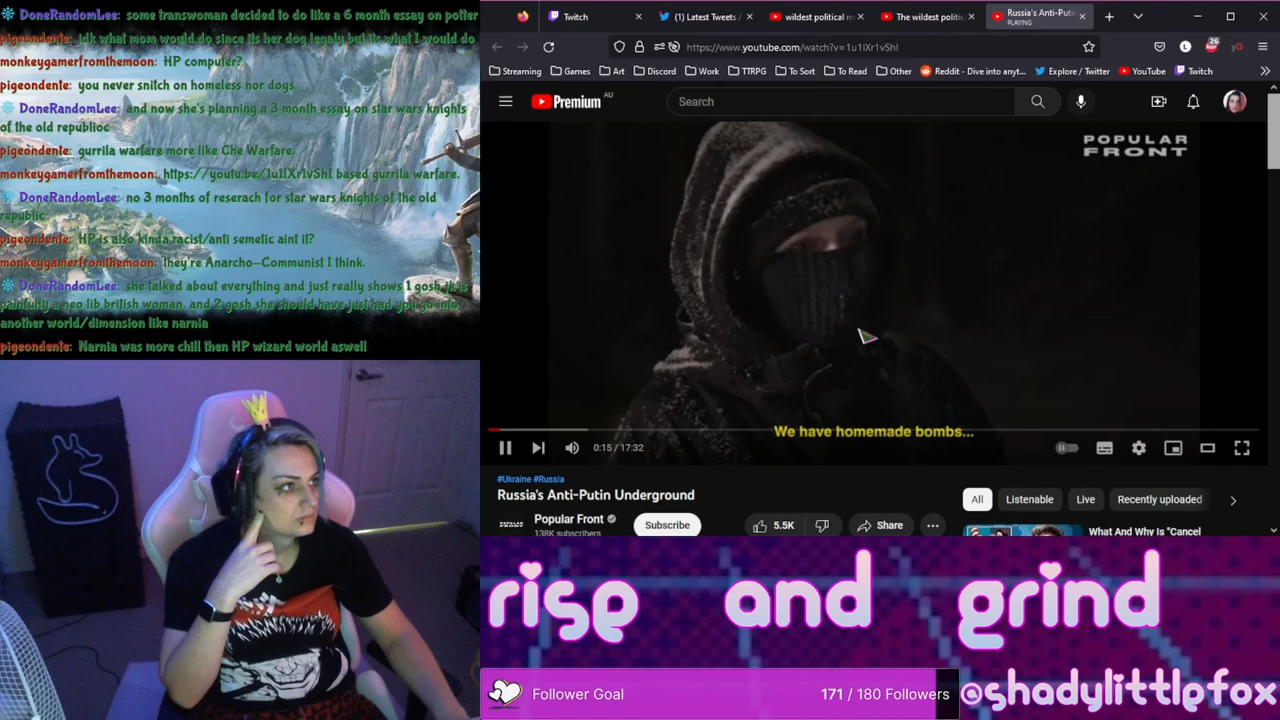 DoneRandomLee: some transwoman decided to do like a 6 month essay on potter
pigeondente: idk what mom would do since its her dog legaly but its what I would do
monkeygamerfromthemoon: HP computer?
pigeondente: you never snitch on homeless nor dogs.
DoneRandomLee: and now she's planning a 3 month essay on star wars knights
of the old republioc
pigeondente: gurrila warfare more like Che Warfare.
monkeygamerfromthemoon: https://youtu.be/1u1lXr1vShI based gurrila warfare.
DoneRandomLee: no 3 months of reserach for star wars knights of the old
republic
pigeondente: HP is also kinda racist/anti semetic aint it?
monkeygamerfromthemoon: They're Anarcho-Communist I think.
DoneRandomLee: she talked about everything and just really shows 1 gosh jk is
painfully a neo lib british woman. and 2 gosh she should have just had you go into
another world/dimension like narnia
pigeondente: Narnia was more chill then HP wizard world aswell
Twitch
(1) Latest Tweets /
wildest political m
The wildest politic
Russia's Anti-Putin
PLAYING
https://www.youtube.com/watch?v=1u1lXr1vShI
26
Streaming
Games
Art
Discord
Work
TTRPG
To Sort
To Read
Other
Reddit - Dive into anyt...
Explore / Twitter
YouTube
Twitch
Premium AU
Search
POPULAR
FRONT
We have homemade bombs...
0:15 / 17:32
#Ukraine #Russia
Russia's Anti-Putin Underground
Popular Front
138K subscribers
Subscribe
5.5K
Share
All
Listenable
Live
Recently uploaded
What And Why Is "Cancel
rise and grind
Follower Goal
171 / 180 Followers
@shadylittlefox